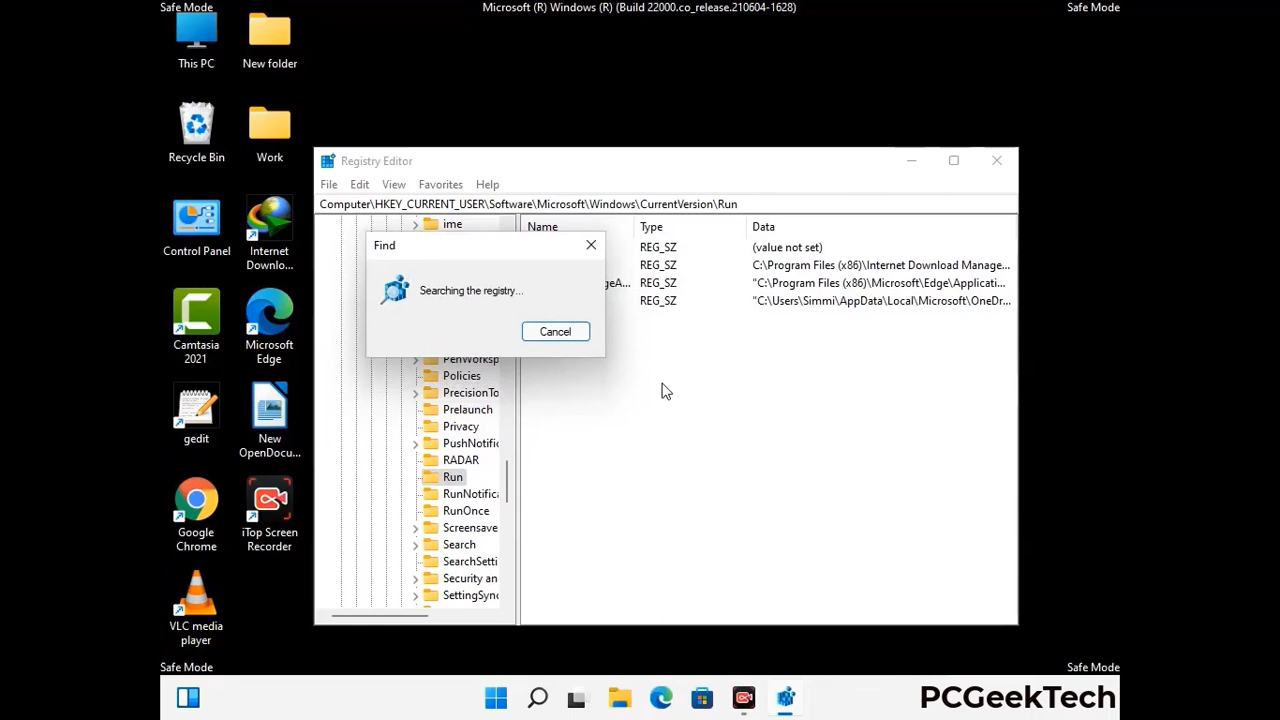 Safe Mode
Microsoft (R) Windows (R) (Build 22000.co_release.210604-1628)
Safe Mode
This PC
New folder
Recycle Bin
Work
Control Panel
Internet
Downlo...
Camtasia
2021
Microsoft
Edge
gedit
New
OpenDocu...
Google
Chrome
iTop Screen
Recorder
VLC media
player
Registry Editor
File Edit View Favorites Help
Computer\HKEY_CURRENT_USER\Software\Microsoft\Windows\CurrentVersion\Run
ime
PenWorksp
Policies
PrecisionTo
Prelaunch
Privacy
PushNotific
RADAR
Run
RunNotifica
RunOnce
Screensave
Search
SearchSetti
Security an
SettingSync
Name Type Data
REG_SZ (value not set)
REG_SZ C:\Program Files (x86)\Internet Download Manage...
geA... REG_SZ "C:\Program Files (x86)\Microsoft\Edge\Applicati...
REG_SZ "C:\Users\Simmi\AppData\Local\Microsoft\OneDr...
Find
Searching the registry...
Cancel
Safe Mode
Safe Mode
PCGeekTech